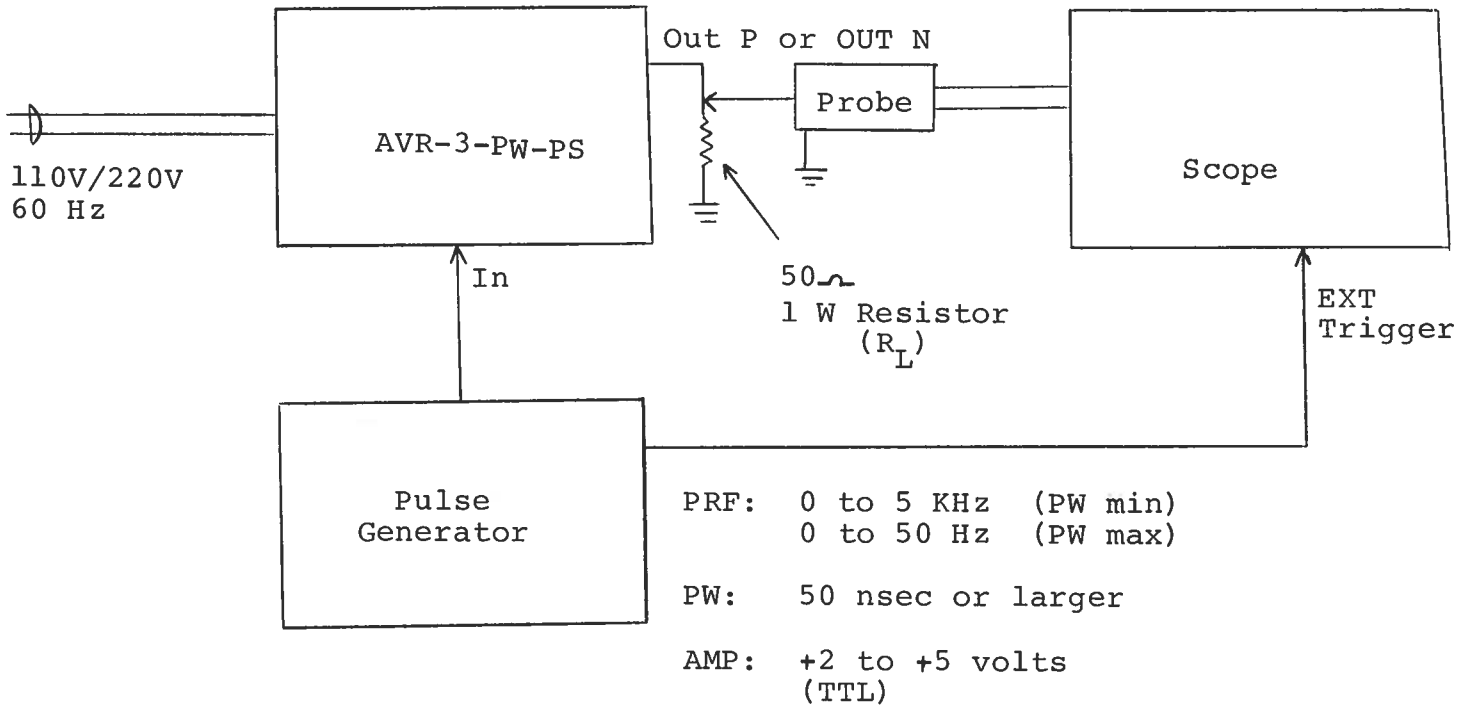 Out P or OUT N
Probe
AVR-3-PW-PS
Scope
110V/220V
60 Hz
In
50Ω
1 W Resistor
(RL)
EXT
Trigger
Pulse
Generator
PRF: 0 to 5 KHz (PW min)
0 to 50 Hz (PW max)
PW: 50 nsec or larger
AMP: +2 to +5 volts
(TTL)